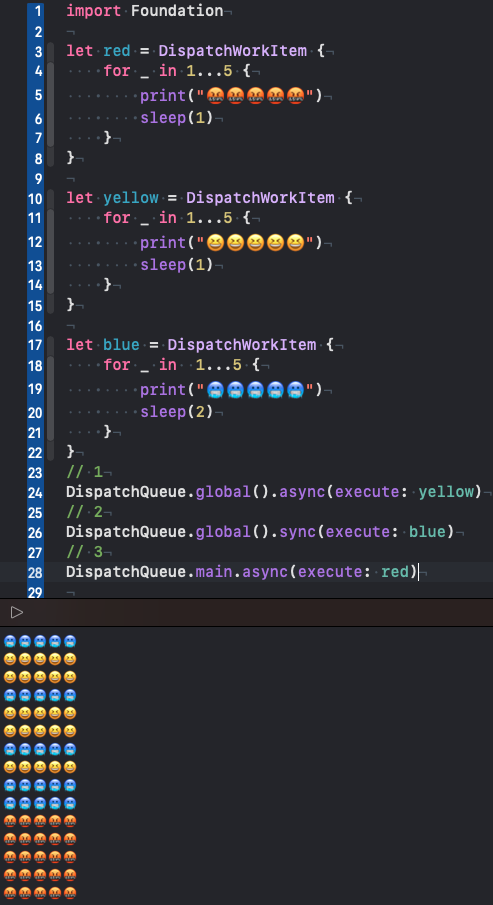 1 import Foundation
2
3 let red = DispatchWorkItem {
4 for _ in 1...5 {
5 print("🤬🤬🤬🤬🤬")
6 sleep(1)
7 }
8 }
9
10 let yellow = DispatchWorkItem {
11 for _ in 1...5 {
12 print("😆😆😆😆😆")
13 sleep(1)
14 }
15 }
16
17 let blue = DispatchWorkItem {
18 for _ in  1...5 {
19 print("🥶🥶🥶🥶🥶")
20 sleep(2)
21 }
22 }
23 // 1
24 DispatchQueue.global().async(execute: yellow)
25 // 2
26 DispatchQueue.global().sync(execute: blue)
27 // 3
28 DispatchQueue.main.async(execute: red)
29
🥶🥶🥶🥶🥶
😆😆😆😆😆
😆😆😆😆😆
🥶🥶🥶🥶🥶
😆😆😆😆😆
😆😆😆😆😆
🥶🥶🥶🥶🥶
😆😆😆😆😆
🥶🥶🥶🥶🥶
🥶🥶🥶🥶🥶
🤬🤬🤬🤬🤬
🤬🤬🤬🤬🤬
🤬🤬🤬🤬🤬
🤬🤬🤬🤬🤬
🤬🤬🤬🤬🤬